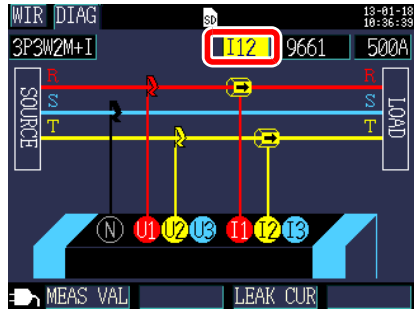 WIR DIAG SD 13-01-18
10:36:39
3P3W2M+I I12 9661 500A
R R
S S
T T
SOURCE LOAD
N U1 U2 U3 I1 I2 I3
MEAS VAL LEAK CUR